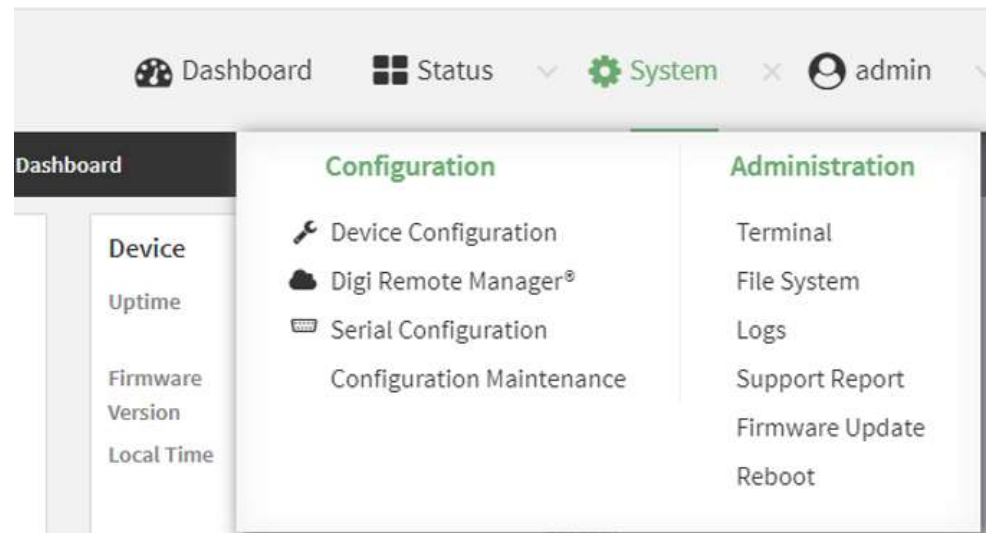 Dashboard Status System admin
Dashboard
Configuration
Device Configuration
Digi Remote Manager®
Serial Configuration
Configuration Maintenance
Administration
Terminal
File System
Logs
Support Report
Firmware Update
Reboot
Device
Uptime
Firmware
Version
Local Time